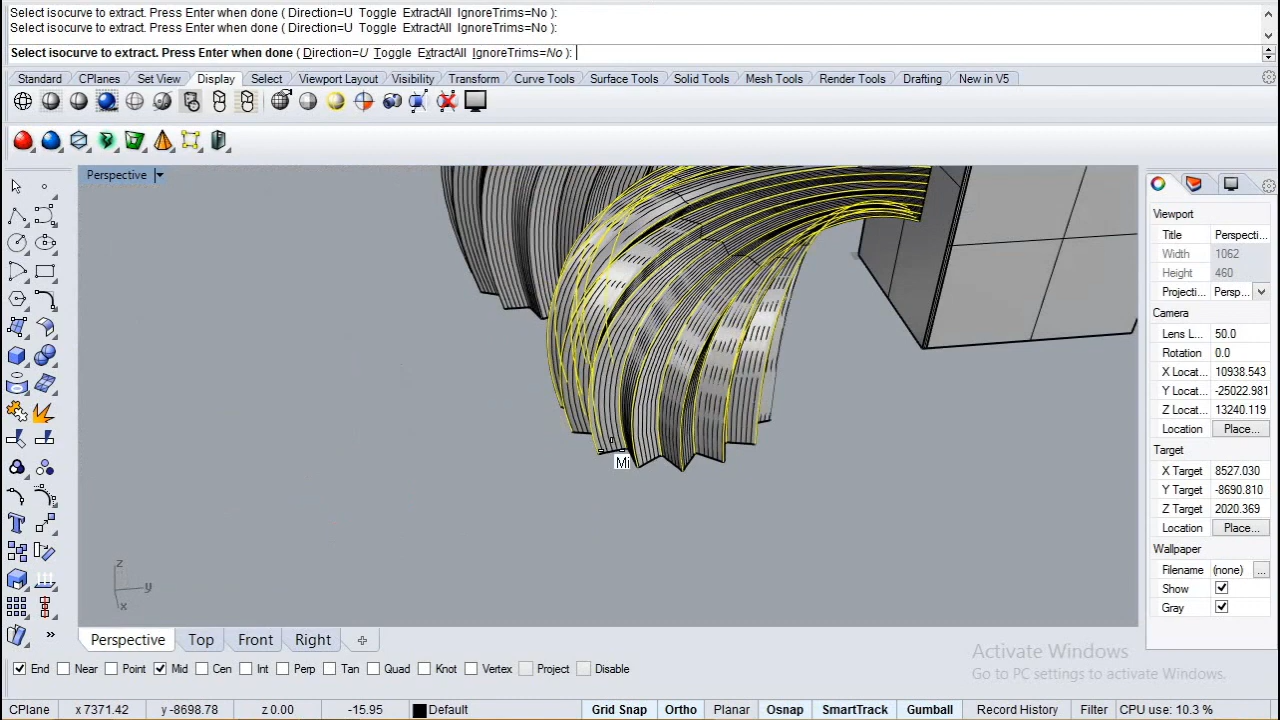 Select isocurve to extract. Press Enter when done ( Direction=U Toggle ExtractAll IgnoreTrims=No ):
Select isocurve to extract. Press Enter when done ( Direction=U Toggle ExtractAll IgnoreTrims=No ):
Select isocurve to extract. Press Enter when done ( Direction=U Toggle ExtractAll IgnoreTrims=No ):
Standard CPlanes Set View Display Select Viewport Layout Visibility Transform Curve Tools Surface Tools Solid Tools Mesh Tools Render Tools Drafting New in V5
Perspective
Viewport
Title Perspecti...
Width 1062
Height 460
Projecti... Persp...
Camera
Lens L... 50.0
Rotation 0.0
X Locat... 10938.543
Y Locat... -25022.981
Z Locat... 13240.119
Location Place...
Target
X Target 8527.030
Y Target -8690.810
Z Target 2020.369
Location Place...
Wallpaper
Filename (none) ...
Show
Gray
Mi
z
y
x
Perspective Top Front Right
Activate Windows
Go to PC settings to activate Windows.
End Near Point Mid Cen Int Perp Tan Quad Knot Vertex Project Disable
CPlane x 7371.42 y -8698.78 z 0.00 -15.95 Default Grid Snap Ortho Planar Osnap SmartTrack Gumball Record History Filter CPU use: 10.3 %